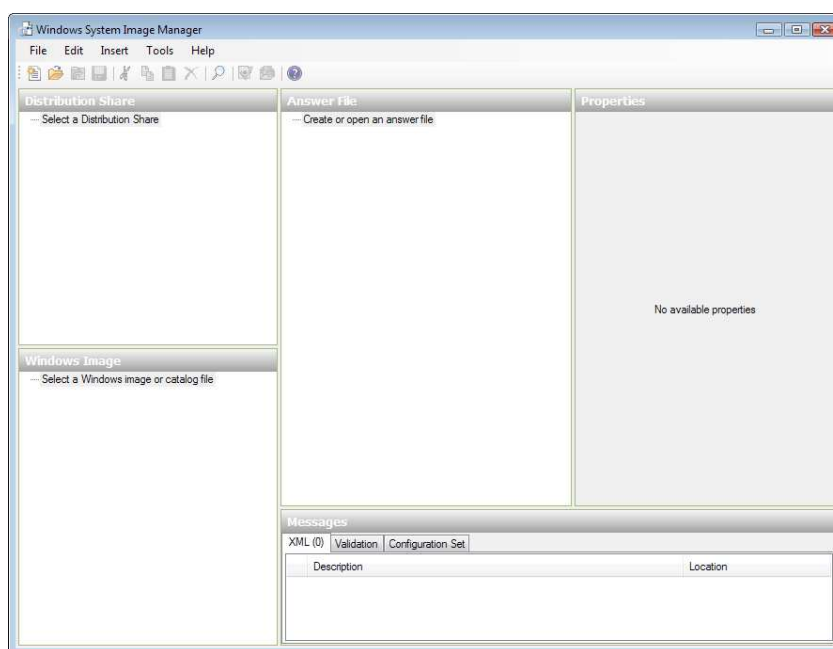 Windows System Image Manager
File Edit Insert Tools Help
Distribution Share
Select a Distribution Share
Answer File
Create or open an answer file
Properties
No available properties
Windows Image
Select a Windows image or catalog file
Messages
XML (0) Validation Configuration Set
Description Location